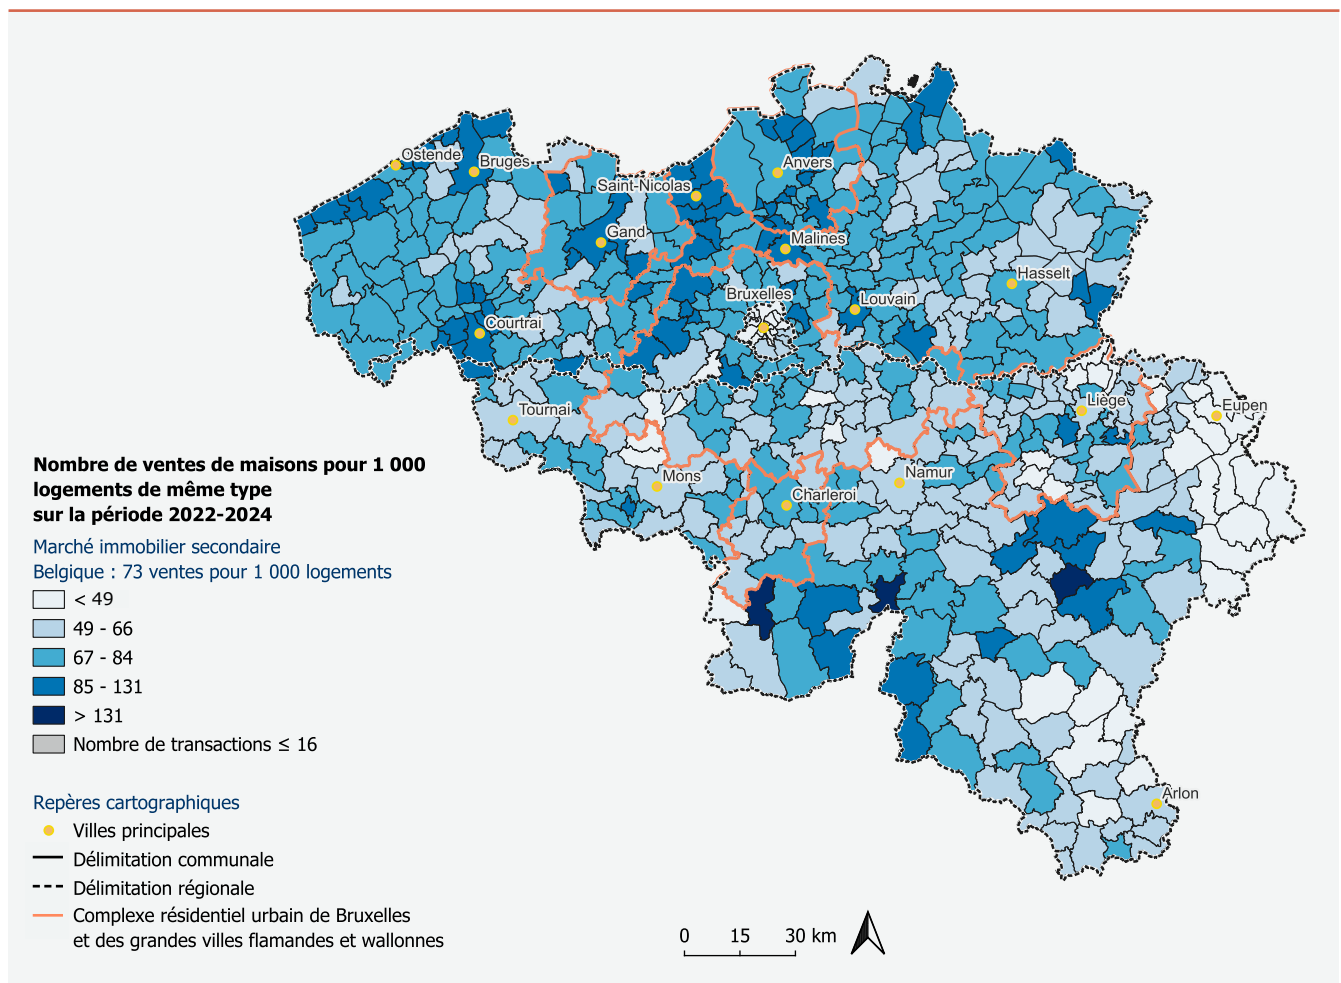 Ostende
Bruges
Saint-Nicolas
Anvers
Gand
Malines
Bruxelles
Louvain
Hasselt
Courtrai
Tournai
Liège
Eupen
Mons
Namur
Charleroi
Arlon
Nombre de ventes de maisons pour 1 000
logements de même type
sur la période 2022-2024
Marché immobilier secondaire
Belgique : 73 ventes pour 1 000 logements
< 49
49 - 66
67 - 84
85 - 131
> 131
Nombre de transactions ≤ 16
Repères cartographiques
Villes principales
Délimitation communale
Délimitation régionale
Complexe résidentiel urbain de Bruxelles
et des grandes villes flamandes et wallonnes
0 15 30 km